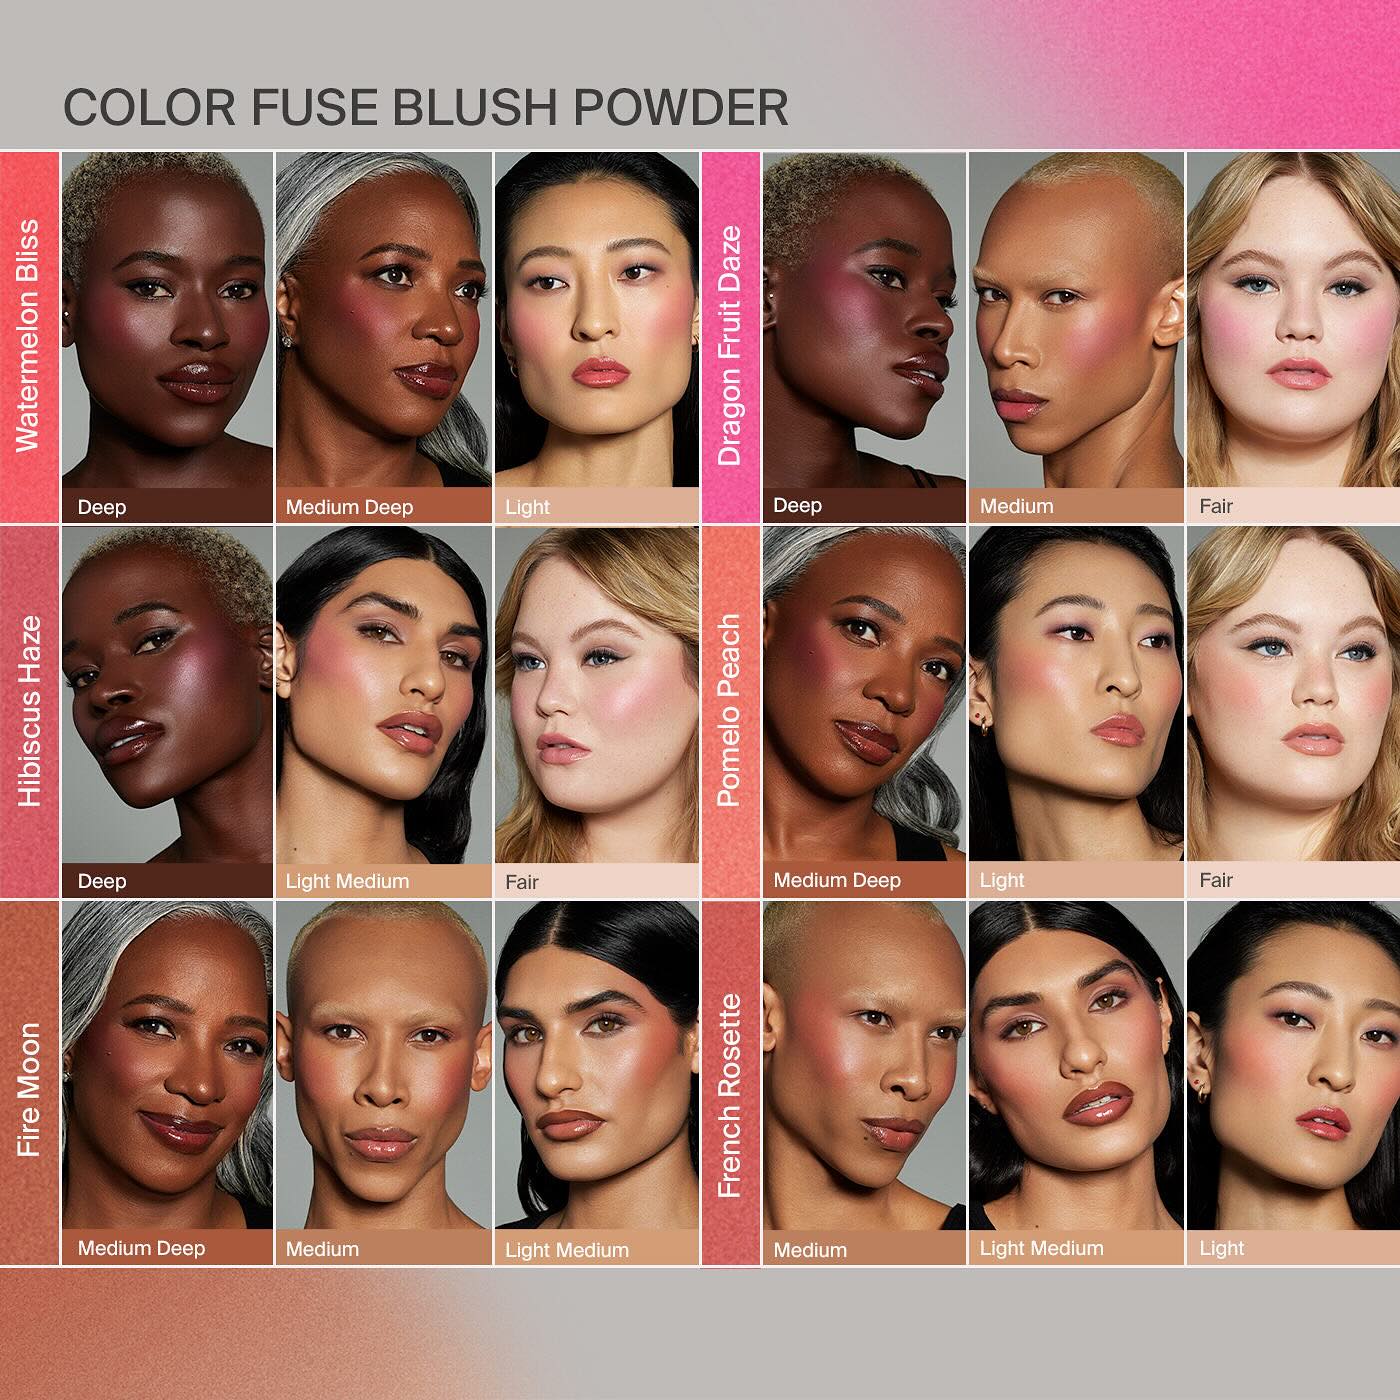 COLOR FUSE BLUSH POWDER
Watermelon Bliss
Deep
Medium Deep
Light
Dragon Fruit Daze
Deep
Medium
Fair
Hibiscus Haze
Deep
Light Medium
Fair
Pomelo Peach
Medium Deep
Light
Fair
Fire Moon
Medium Deep
Medium
Light Medium
French Rosette
Medium
Light Medium
Light